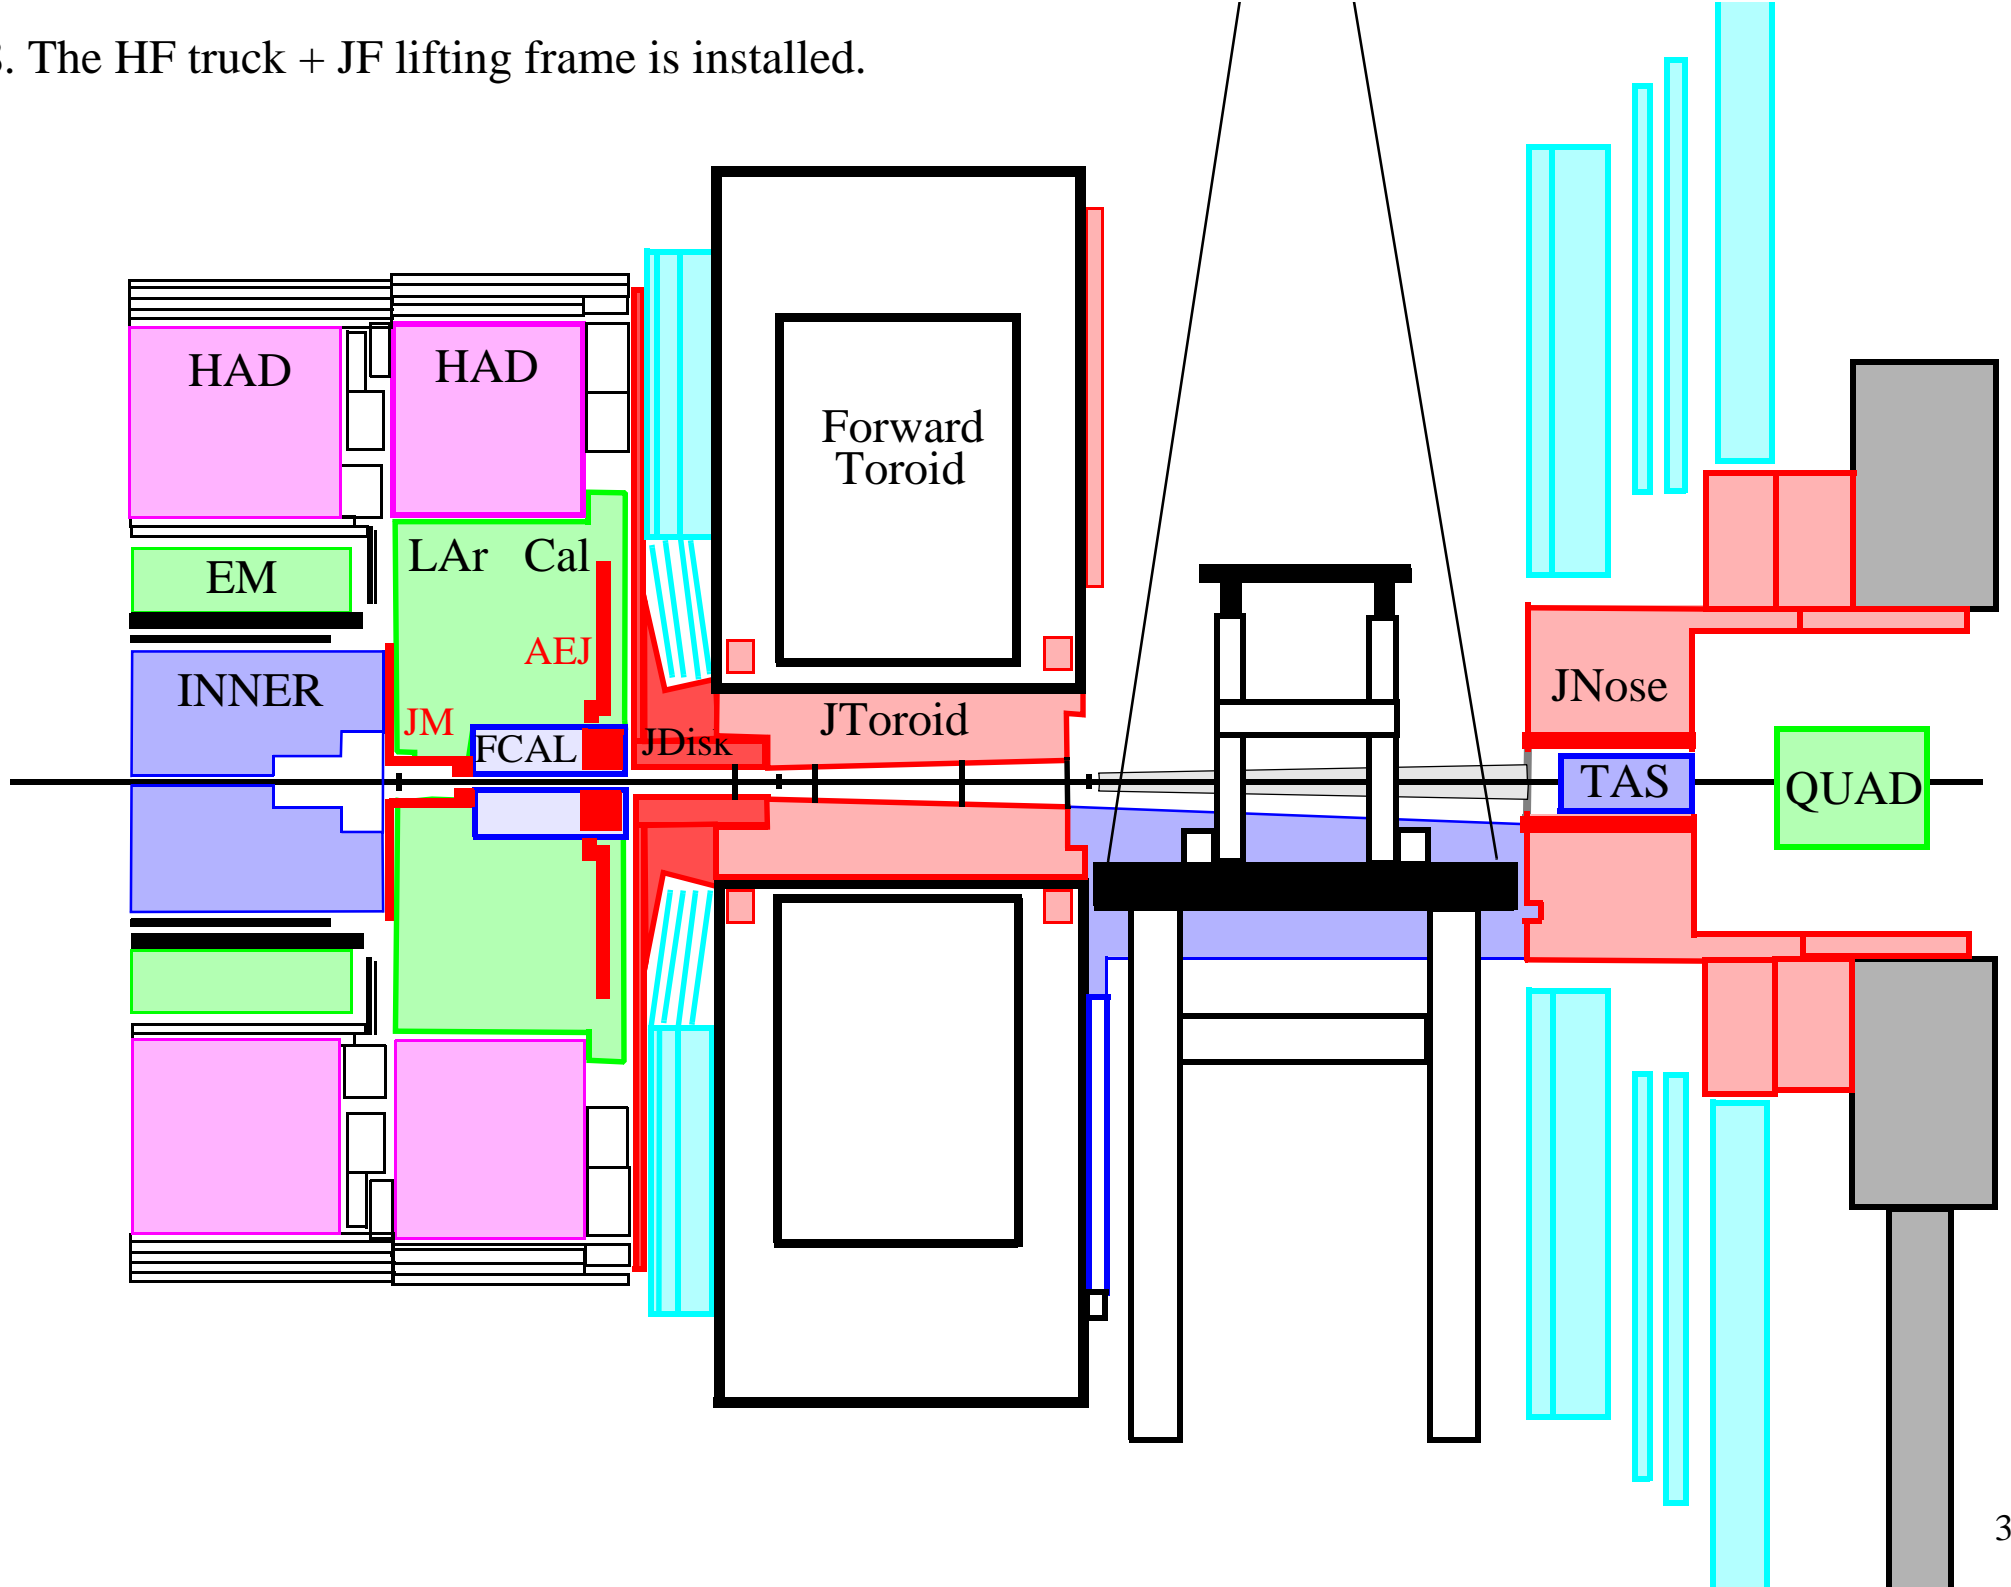 . The HF truck + JF lifting frame is installed.
HAD
HAD
Forward
Toroid
LAr Cal
EM
AEJ
INNER
JM
FCAL
JDisk
JToroid
JNose
TAS
QUAD
3